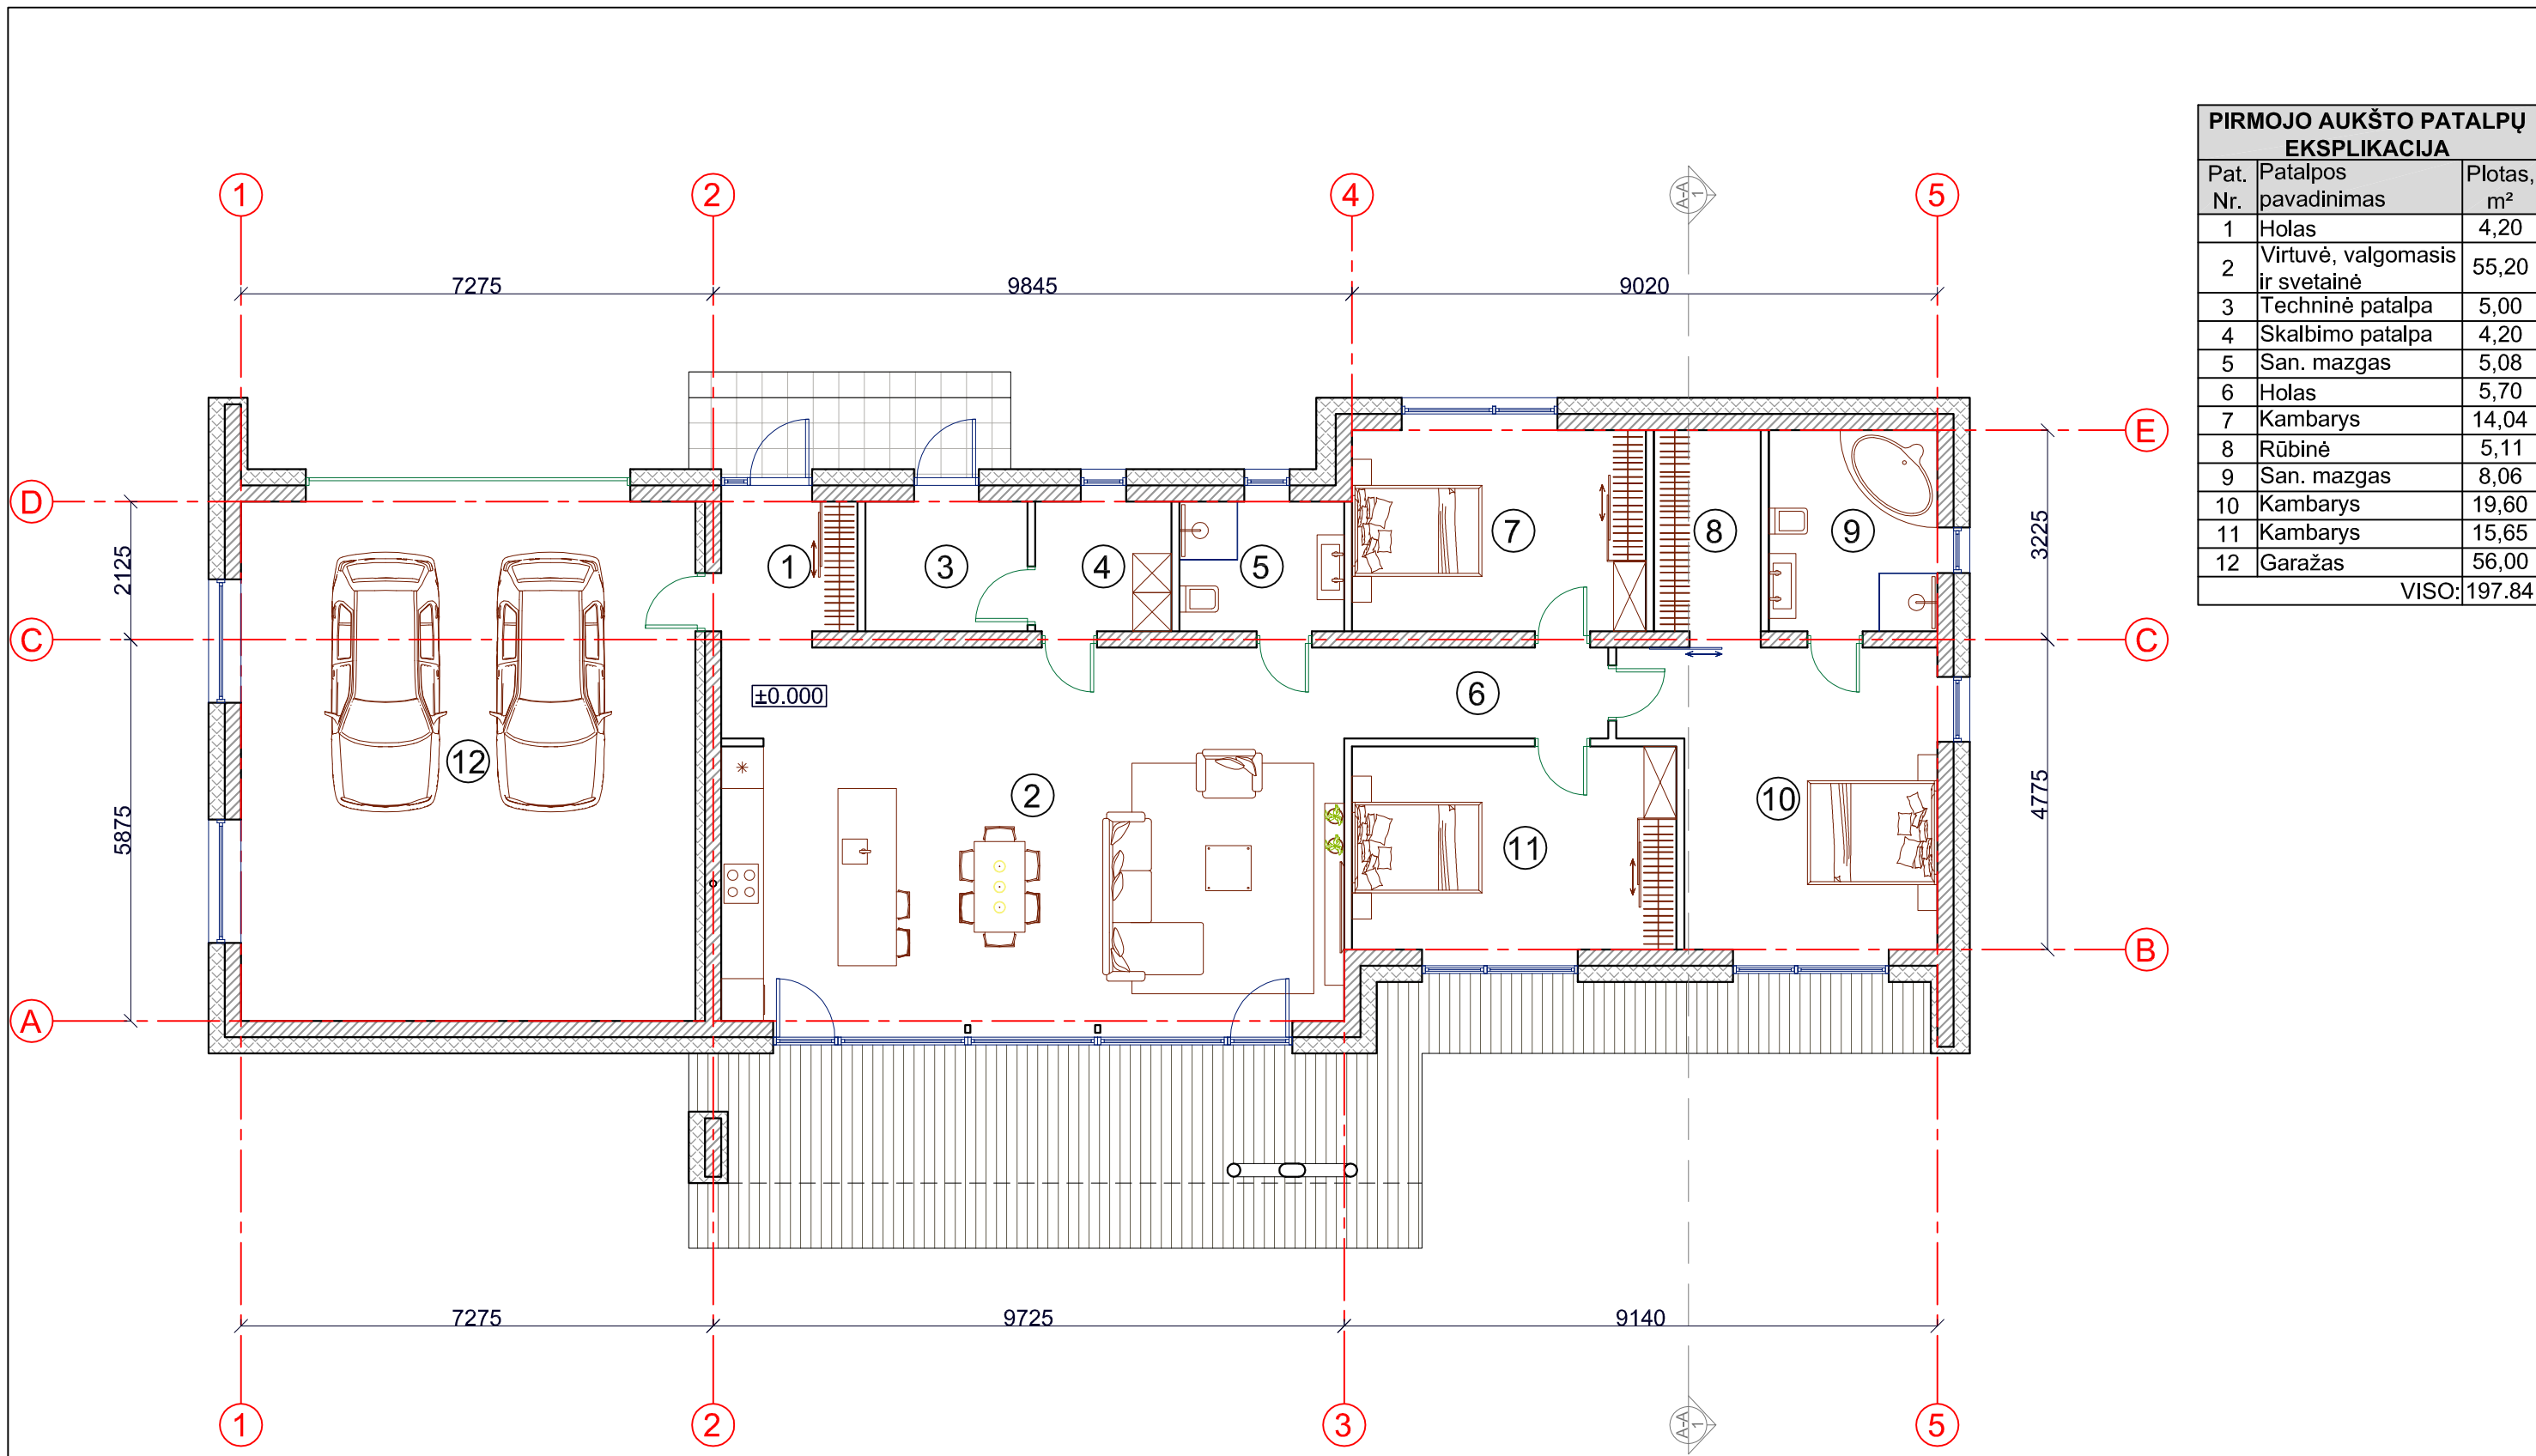 PIRMOJO AUKŠTO PATALPŲ
EKSPLIKACIJA
Pat. Nr. Patalpos pavadinimas Plotas, m²
1 Holas 4,20
2 Virtuvė, valgomasis ir svetainė 55,20
3 Techninė patalpa 5,00
4 Skalbimo patalpa 4,20
5 San. mazgas 5,08
6 Holas 5,70
7 Kambarys 14,04
8 Rūbinė 5,11
9 San. mazgas 8,06
10 Kambarys 19,60
11 Kambarys 15,65
12 Garažas 56,00
VISO: 197.84
1 2 4 A-A 1 5
7275 9845 9020
E
D
2125
3225
1 3 4 5 7 8 9
C C
±0.000
6
12 2 10
11
5875
4775
B
A
7275 9725 9140
1 2 3 A-A 1 5